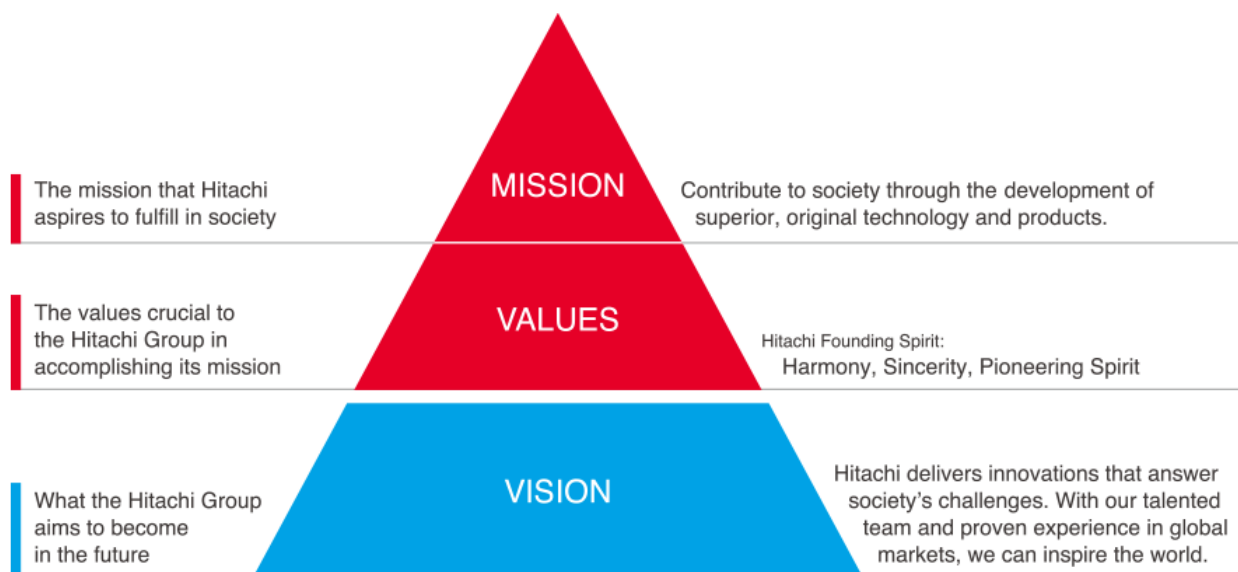 The mission that Hitachi
aspires to fulfill in society
MISSION
Contribute to society through the development of
superior, original technology and products.
The values crucial to
the Hitachi Group in
accomplishing its mission
VALUES
Hitachi Founding Spirit:
Harmony, Sincerity, Pioneering Spirit
What the Hitachi Group
aims to become
in the future
VISION
Hitachi delivers innovations that answer
society's challenges. With our talented
team and proven experience in global
markets, we can inspire the world.